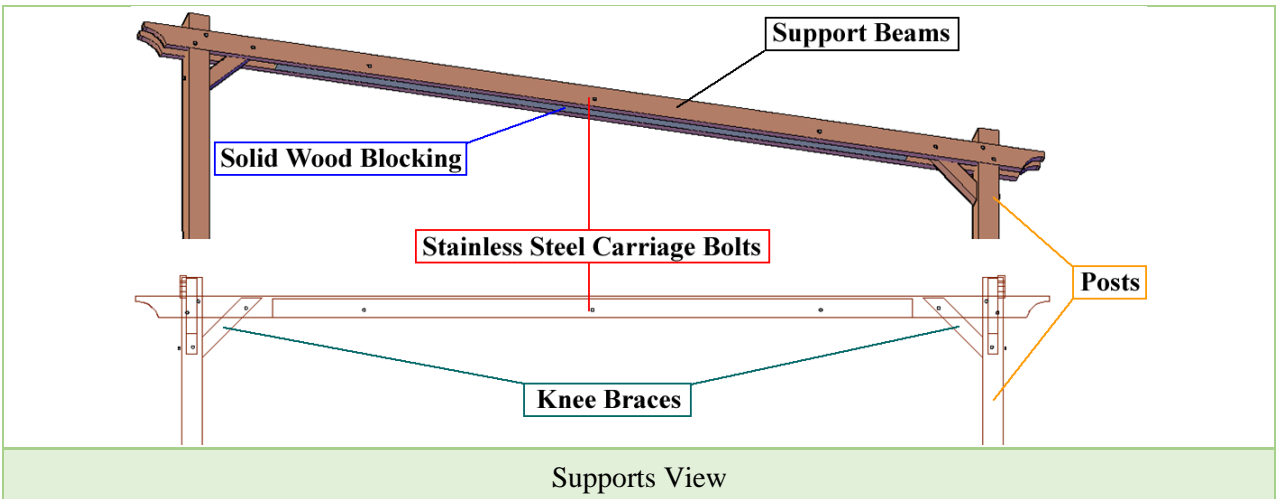 Support Beams
Solid Wood Blocking
Stainless Steel Carriage Bolts
Posts
Knee Braces
Supports View